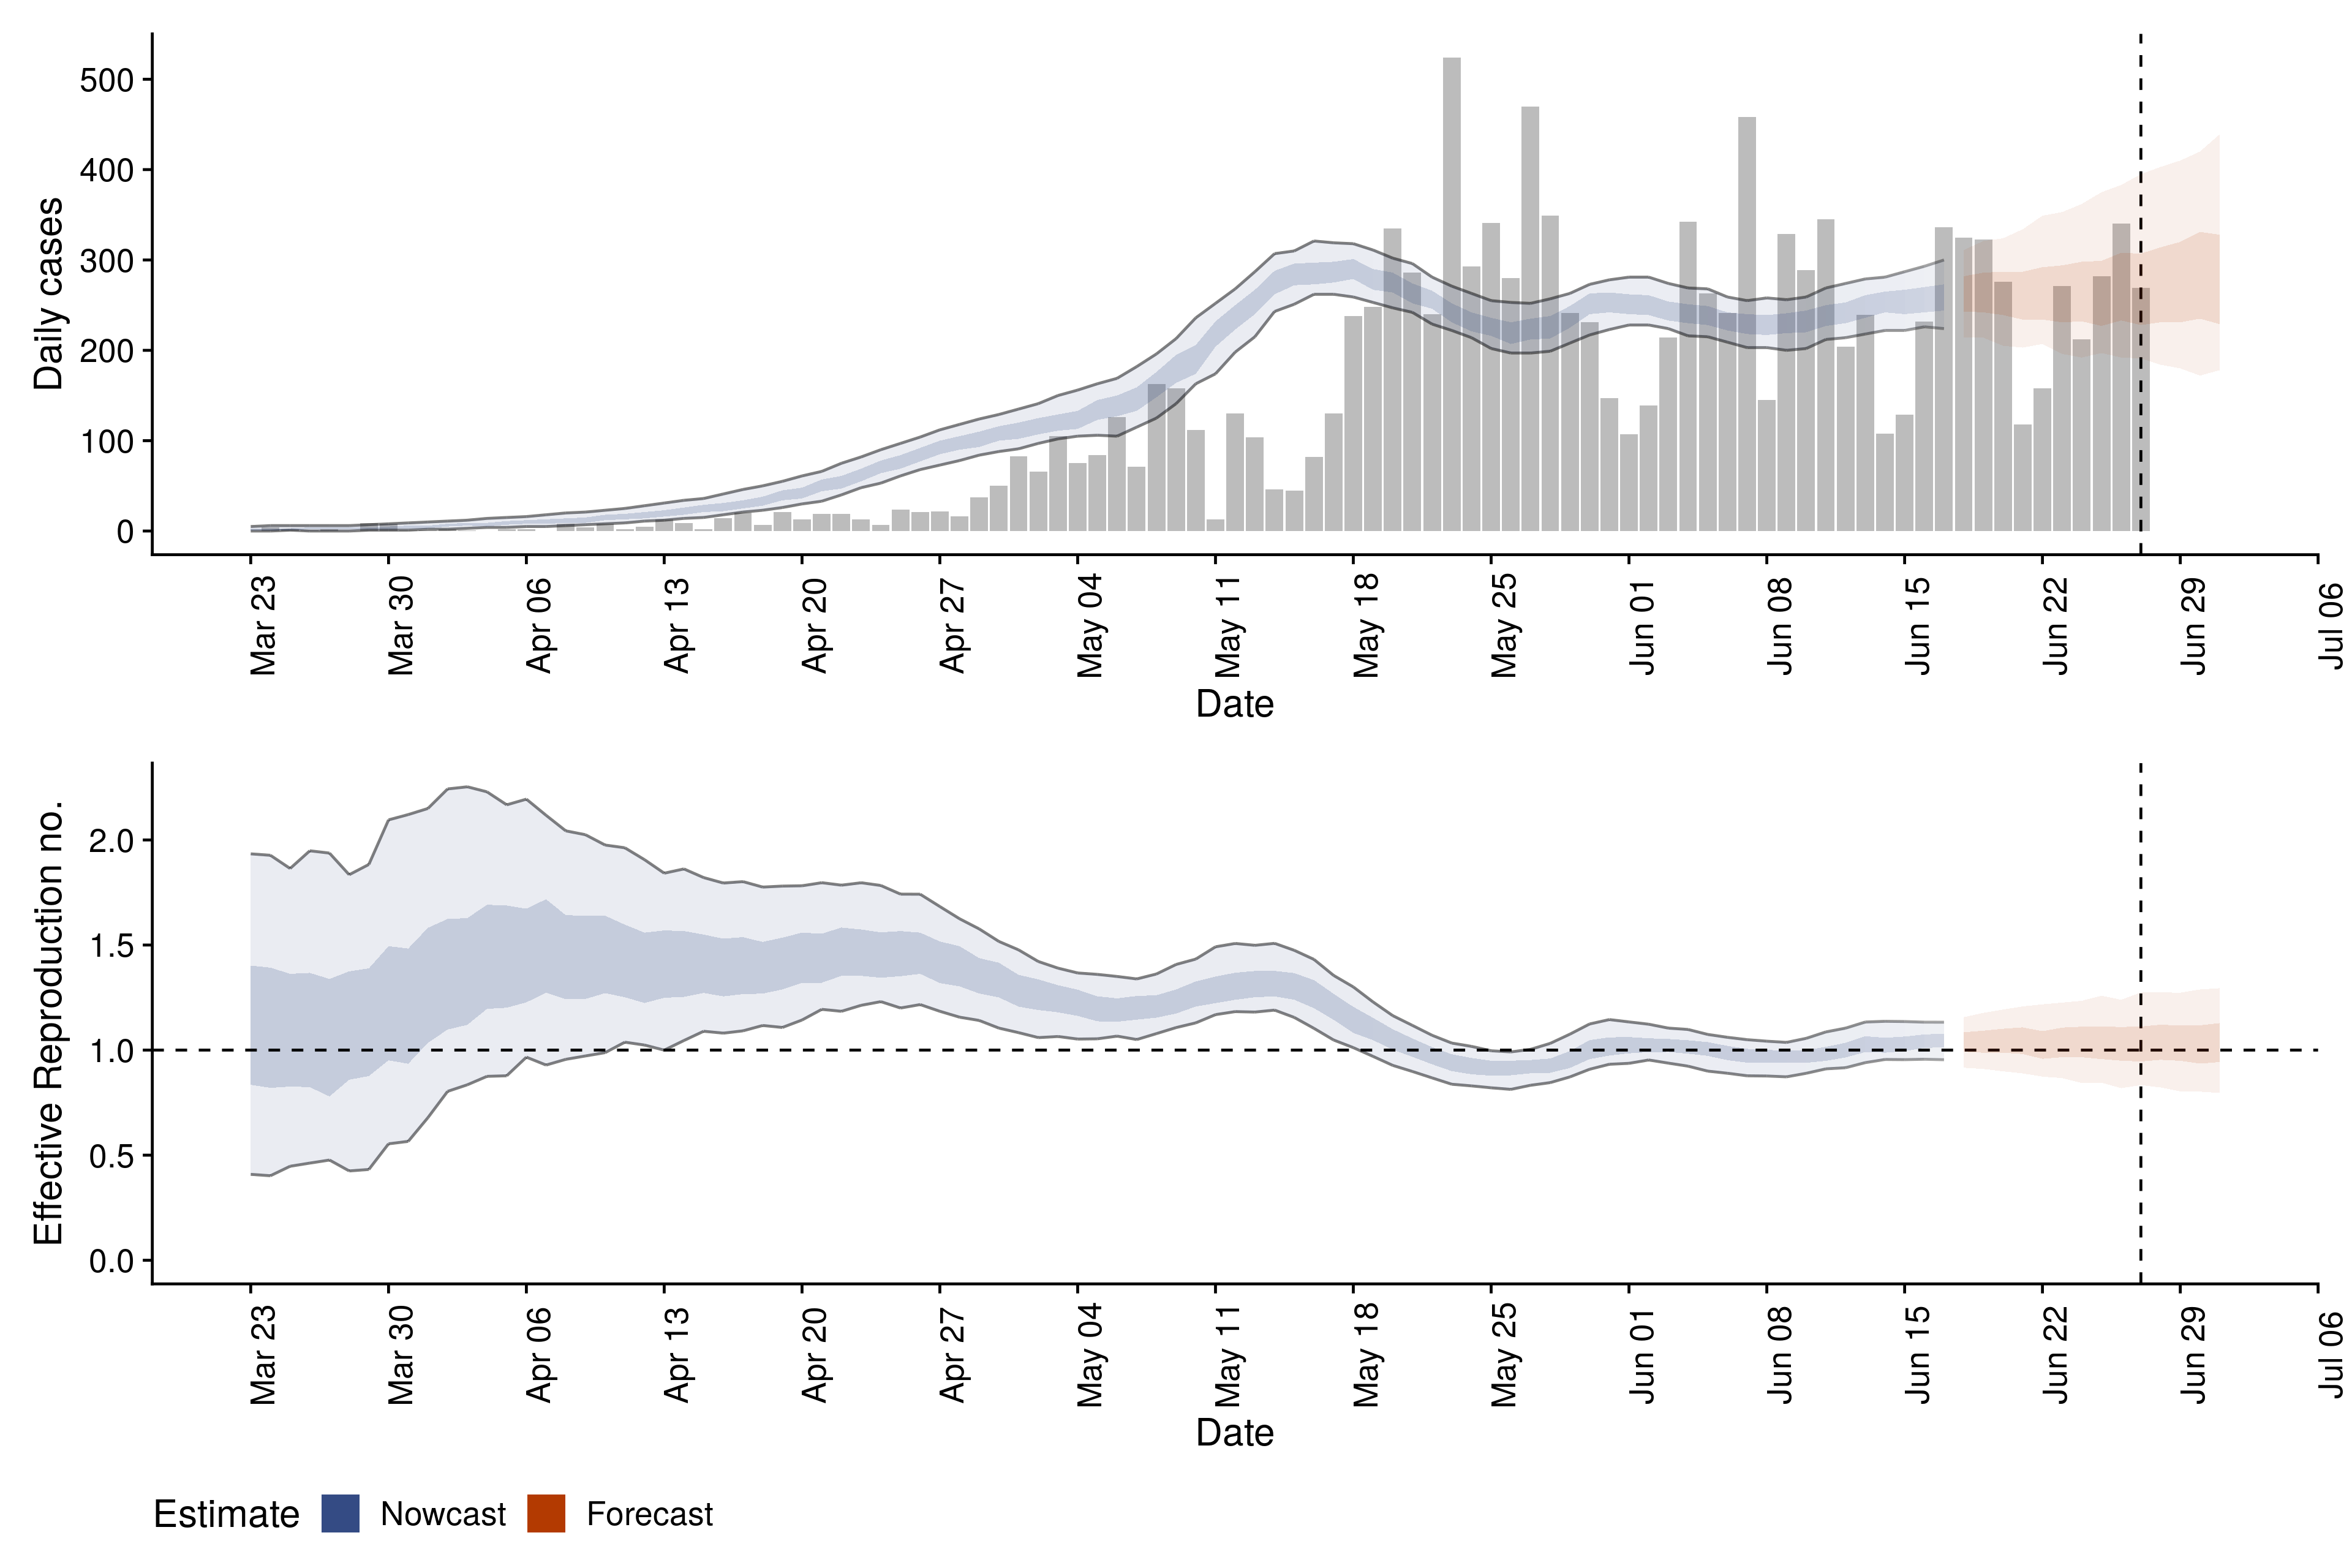 Daily cases
500
400
300
200
100
0
Mar 23
Mar 30
Apr 06
Apr 13
Apr 20
Apr 27
May 04
May 11
May 18
May 25
Jun 01
Jun 08
Jun 15
Jun 22
Jun 29
Jul 06
Date
Effective Reproduction no.
2.0
1.5
1.0
0.5
0.0
Mar 23
Mar 30
Apr 06
Apr 13
Apr 20
Apr 27
May 04
May 11
May 18
May 25
Jun 01
Jun 08
Jun 15
Jun 22
Jun 29
Jul 06
Date
Estimate Nowcast Forecast